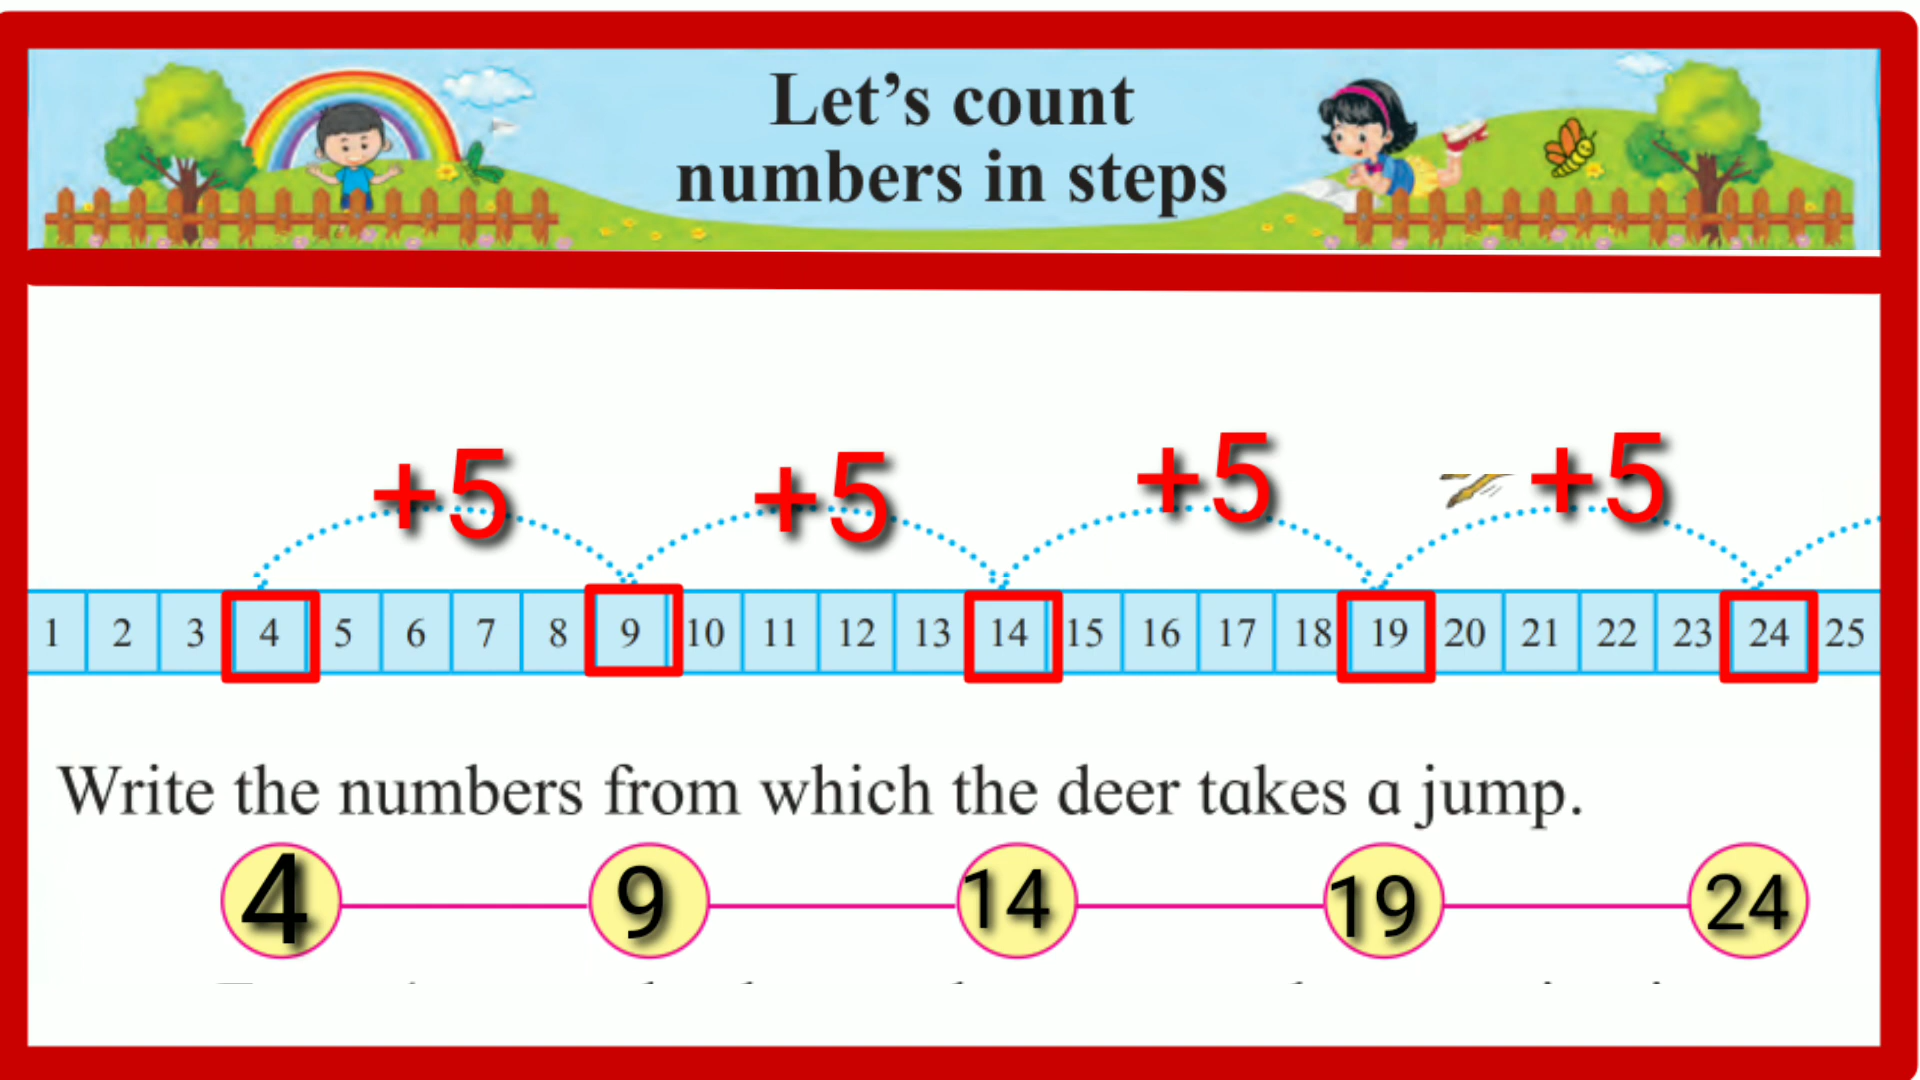 Let's count
numbers in steps
+5 +5 +5 +5
1 2 3 4 5 6 7 8 9 10 11 12 13 14 15 16 17 18 19 20 21 22 23 24 25
Write the numbers from which the deer takes a jump.
4 9 14 19 24